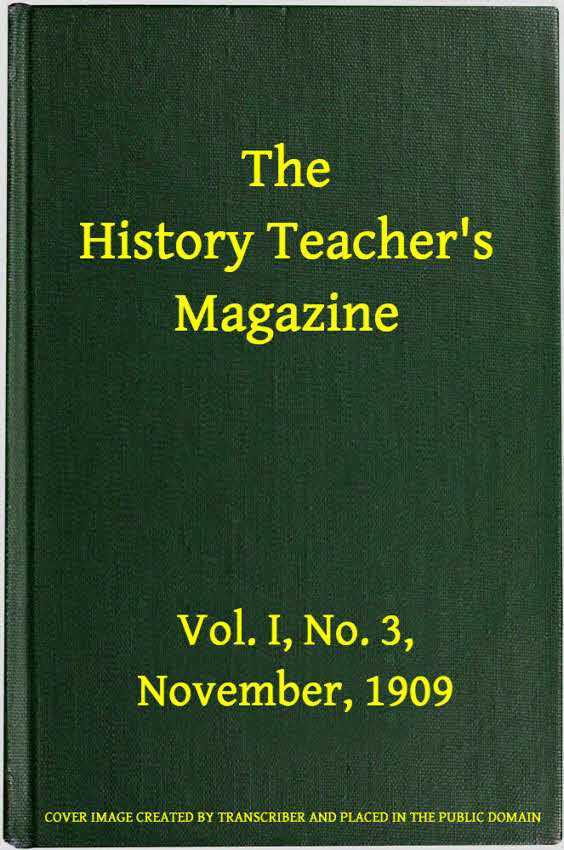 The
History Teacher's
Magazine
Vol. I, No. 3,
November, 1909
COVER IMAGE CREATED BY TRANSCRIBER AND PLACED IN THE PUBLIC DOMAIN